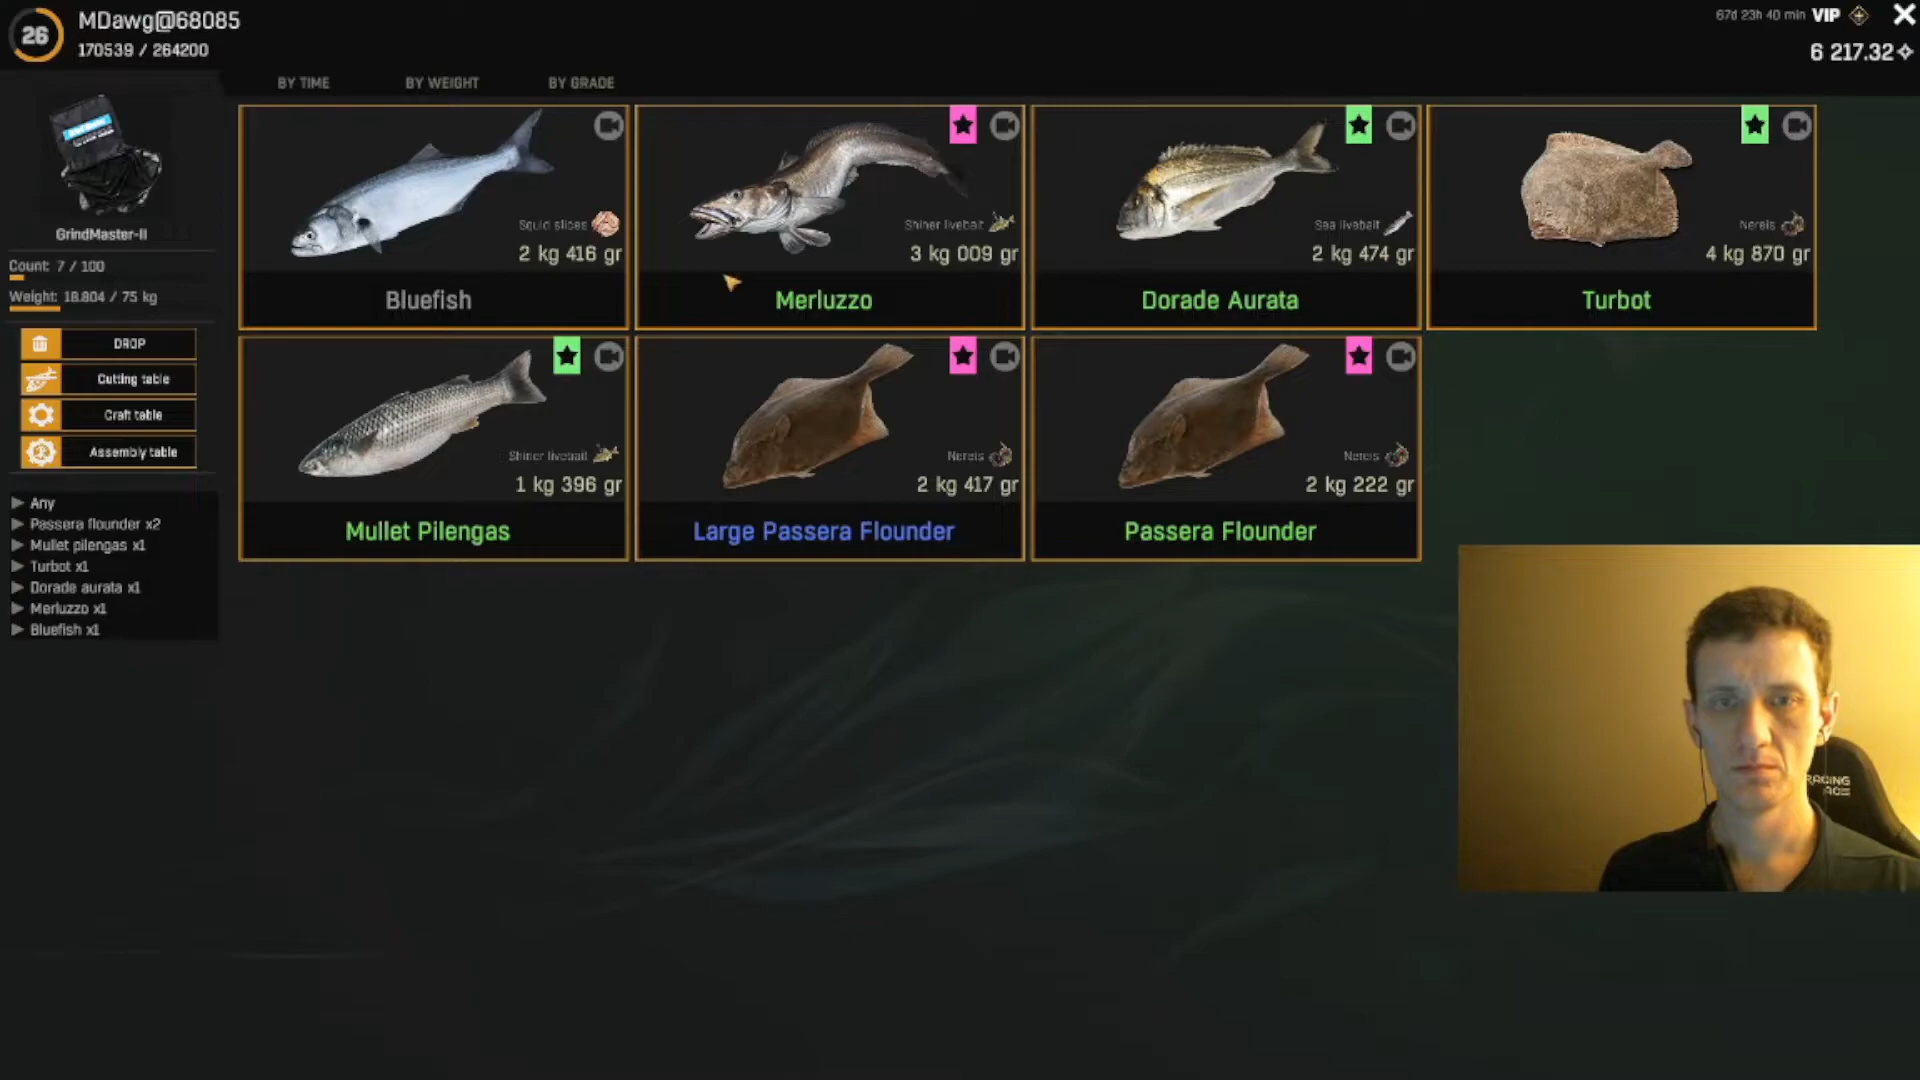 26
MDawg@68085
170539 / 264200
67d 23h 40 min VIP
6 217.32
BY TIME BY WEIGHT BY GRADE
GrindMaster-II
Count: 7 / 100
Weight: 18.804 / 75 kg
DROP
Cutting table
Craft table
Assembly table
Any
Passera flounder x2
Mullet pilengas x1
Turbot x1
Dorade aurata x1
Merluzzo x1
Bluefish x1
Squid slices
2 kg 416 gr
Bluefish
Shiner livebait
3 kg 009 gr
Merluzzo
Sea livebait
2 kg 474 gr
Dorade Aurata
Nereis
4 kg 870 gr
Turbot
Shiner livebait
1 kg 396 gr
Mullet Pilengas
Nereis
2 kg 417 gr
Large Passera Flounder
Nereis
2 kg 222 gr
Passera Flounder
RACING